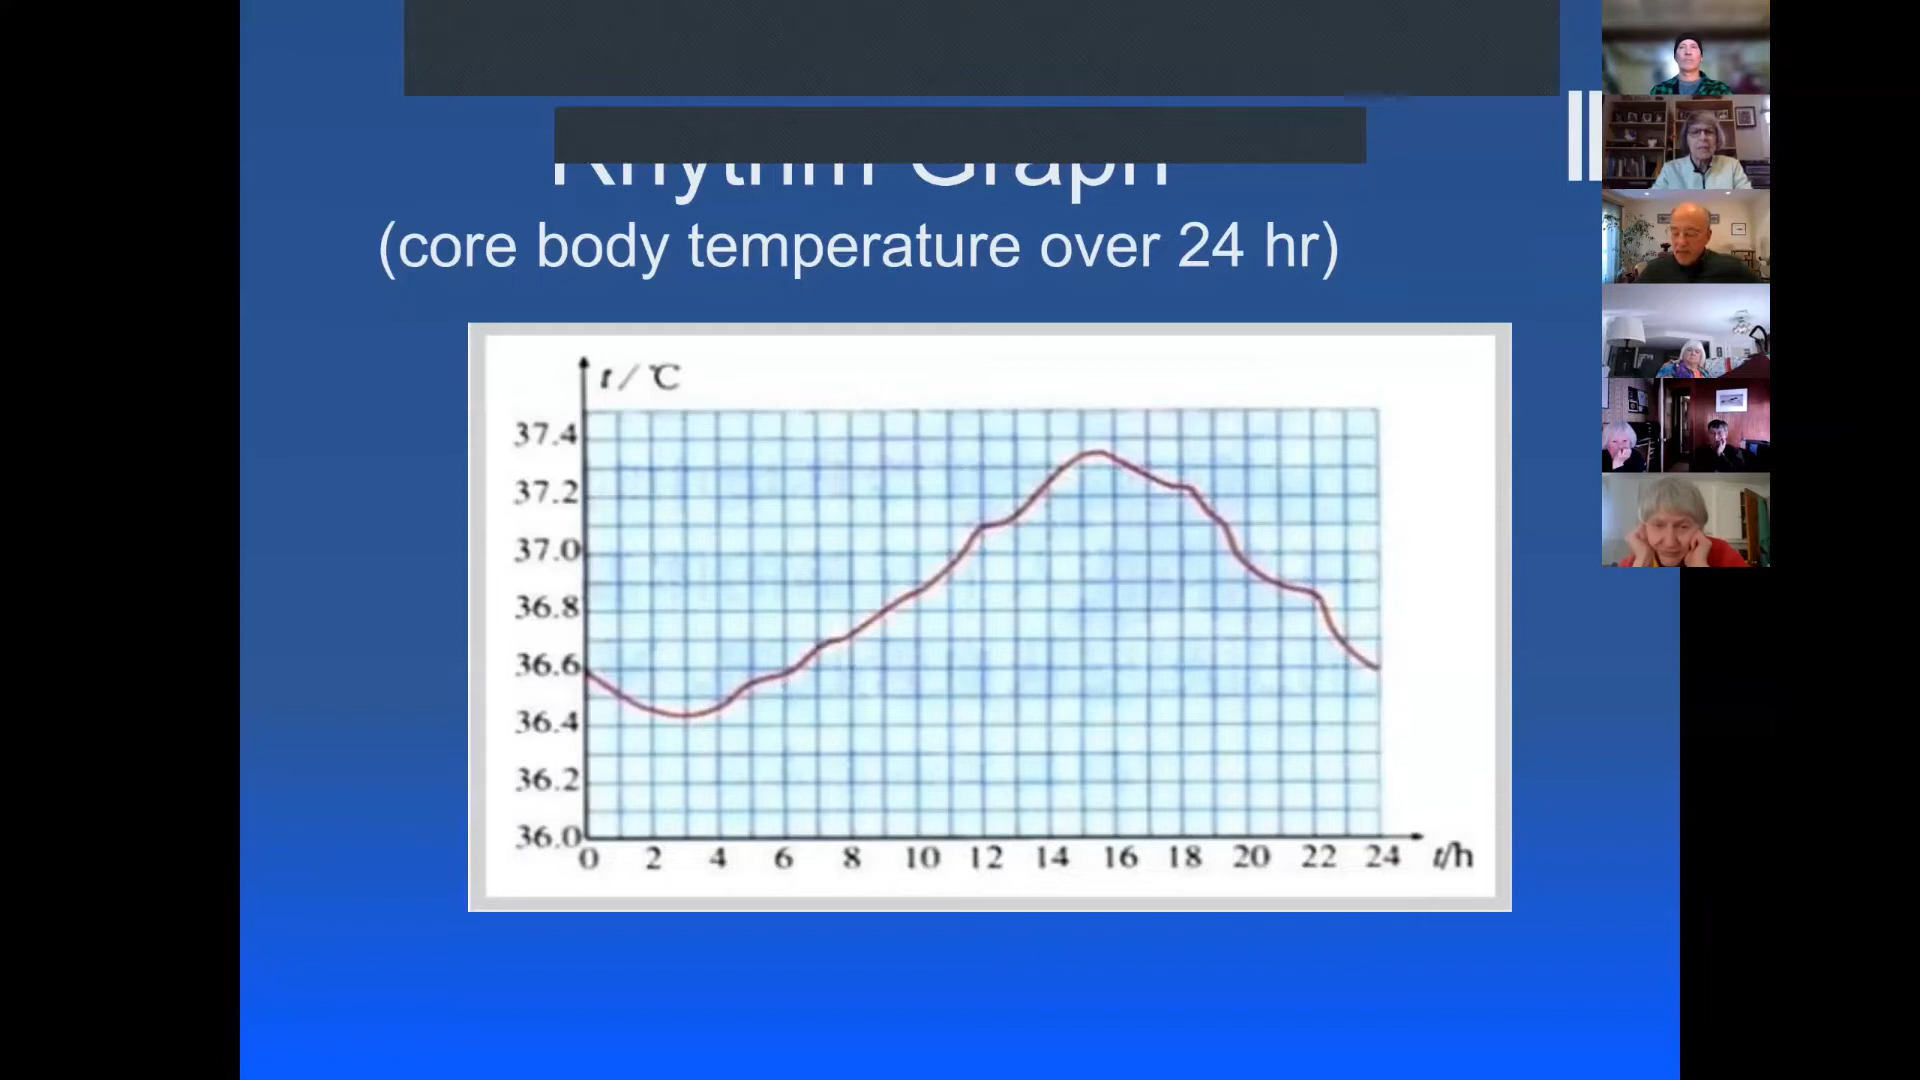 Rhythm Graph
(core body temperature over 24 hr)
t / ℃
37.4
37.2
37.0
36.8
36.6
36.4
36.2
36.0
0 2 4 6 8 10 12 14 16 18 20 22 24 t/h